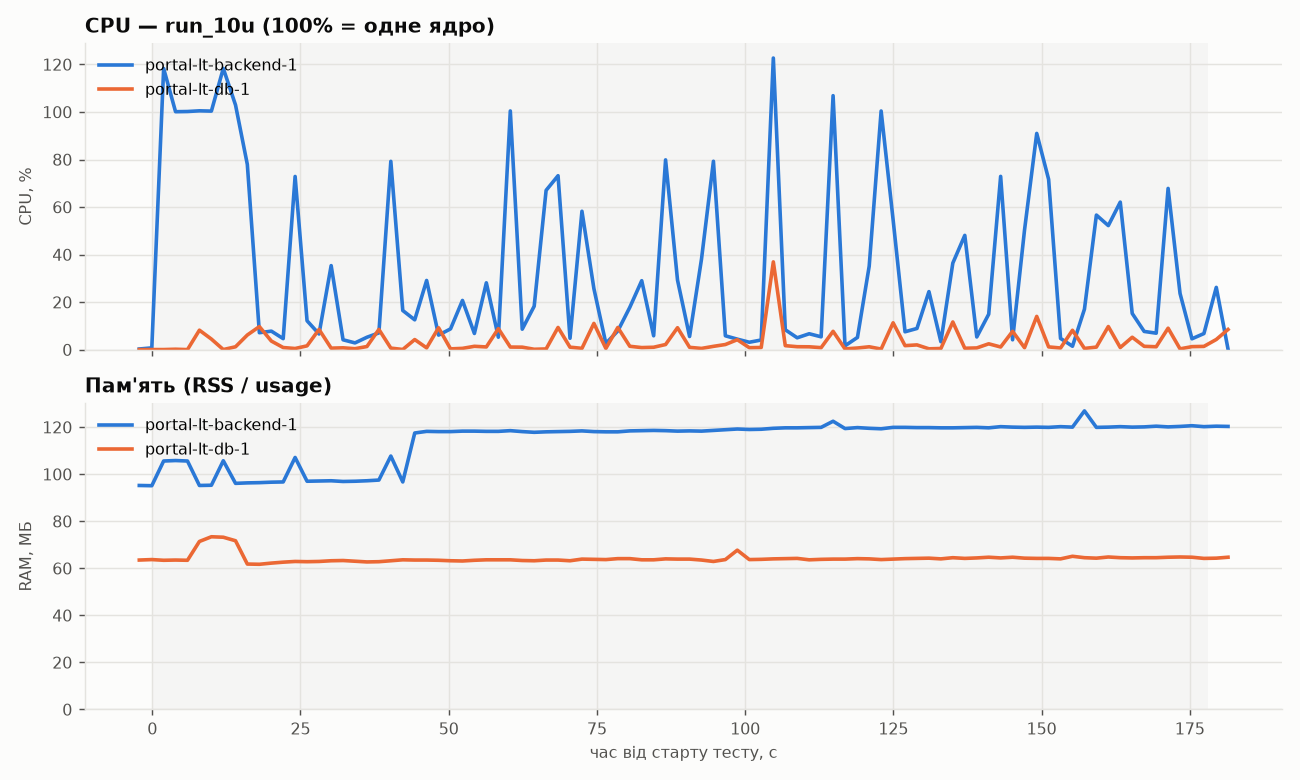 CPU — run_10u (100% = одне ядро)
portal-lt-backend-1
portal-lt-db-1
120
100
80
60
40
20
0
CPU, %
Пам'ять (RSS / usage)
portal-lt-backend-1
portal-lt-db-1
120
100
80
60
40
20
0
RAM, МБ
0 25 50 75 100 125 150 175
час від старту тесту, с